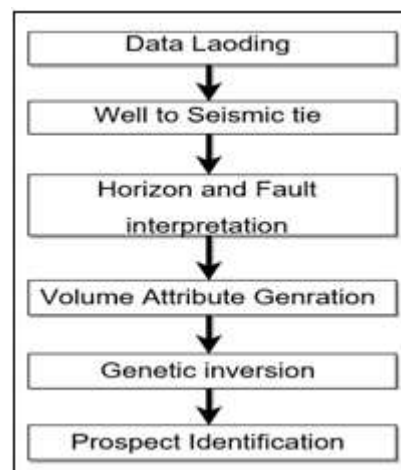 Data Laoding
Well to Seismic tie
Horizon and Fault
interpretation
Volume Attribute Genration
Genetic inversion
Prospect Identification